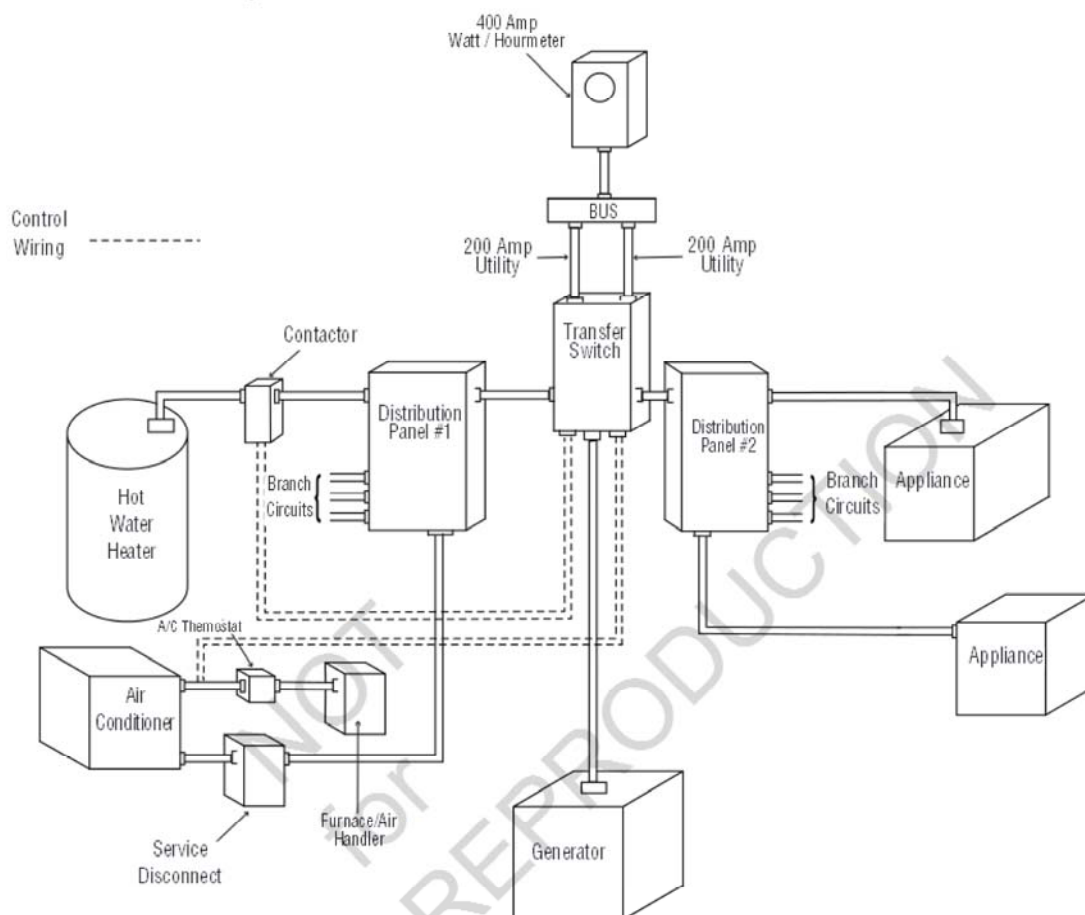 400 Amp
Watt / Hourmeter
BUS
Control
Wiring
200 Amp
Utility
200 Amp
Utility
Contactor
Transfer
Switch
Distribution
Panel #1
Distribution
Panel #2
Hot
Water
Heater
Branch
Circuits
Branch
Circuits
Appliance
A/C Themostat
Air
Conditioner
Appliance
Furnace/Air
Handler
Service
Disconnect
Generator
NOT
for
REPRODUCTION